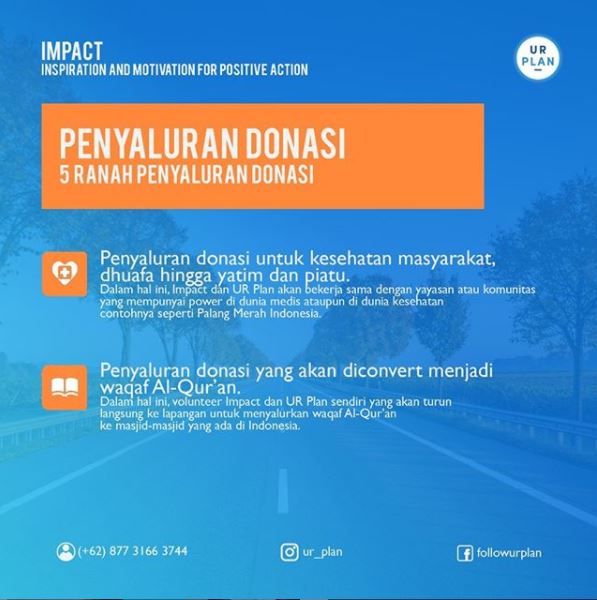 IMPACT
INSPIRATION AND MOTIVATION FOR POSITIVE ACTION
UR
PLAN
PENYALURAN DONASI
5 RANAH PENYALURAN DONASI
Penyaluran donasi untuk kesehatan masyarakat,
dhuafa hingga yatim dan piatu.
Dalam hal ini, Impact dan UR Plan akan bekerja sama dengan yayasan atau komunitas
yang mempunyai power di dunia medis ataupun di dunia kesehatan
contohnya seperti Palang Merah Indonesia.
Penyaluran donasi yang akan diconvert menjadi
waqaf Al-Qur'an.
Dalam hal ini, volunteer Impact dan UR Plan sendiri yang akan turun
langsung ke lapangan untuk menyalurkan waqaf Al-Qur'an
ke masjid-masjid yang ada di Indonesia.
(+62) 877 3166 3744
ur_plan
followurplan